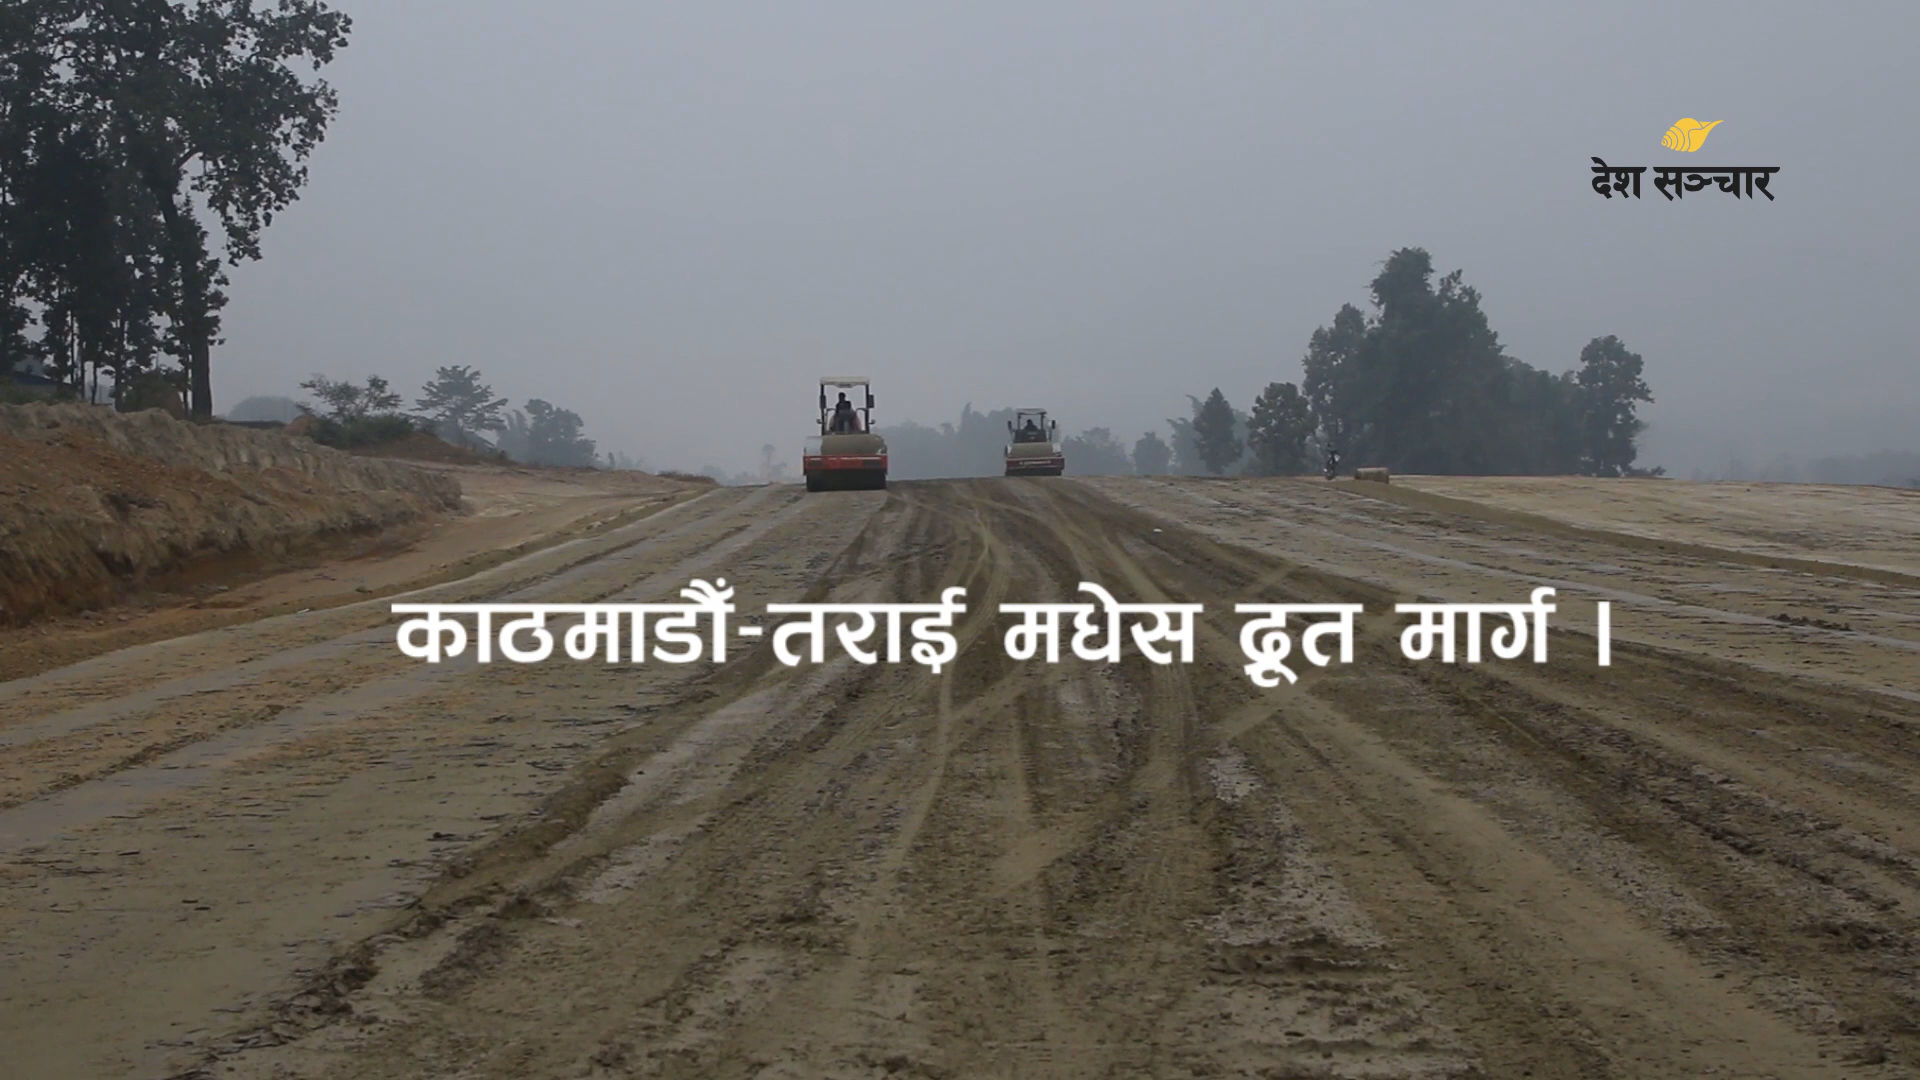 देश सञ्चार
काठमाडौँ-तराई मधेस द्रूत मार्ग ।